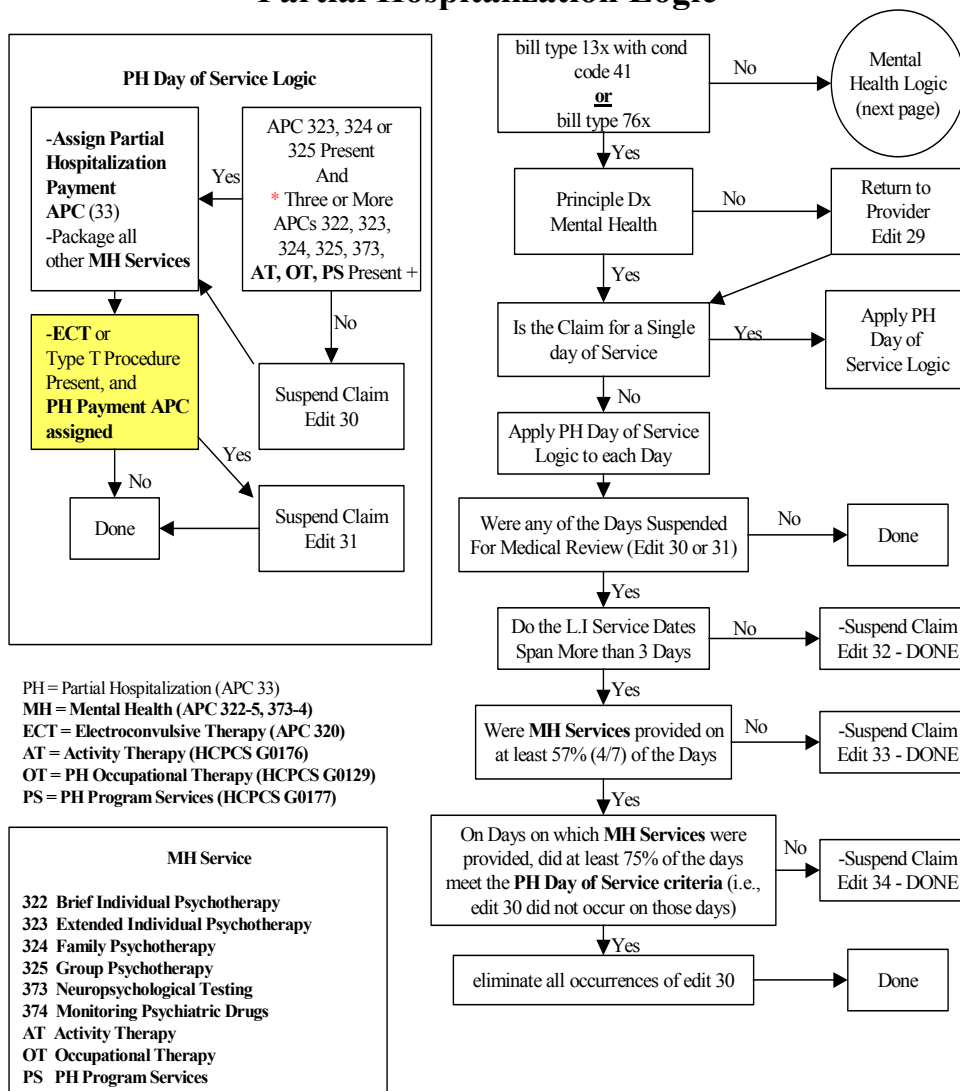 Partial Hospitalization Logic
PH Day of Service Logic
-Assign Partial
Hospitalization
Payment
APC (33)
-Package all
other MH Services
Yes
APC 323, 324 or
325 Present
And
* Three or More
APCs 322, 323,
324, 325, 373,
AT, OT, PS Present +
No
-ECT or
Type T Procedure
Present, and
PH Payment APC
assigned
Suspend Claim
Edit 30
Yes
No
Done
Suspend Claim
Edit 31
PH = Partial Hospitalization (APC 33)
MH = Mental Health (APC 322-5, 373-4)
ECT = Electroconvulsive Therapy (APC 320)
AT = Activity Therapy (HCPCS G0176)
OT = PH Occupational Therapy (HCPCS G0129)
PS = PH Program Services (HCPCS G0177)
MH Service
322 Brief Individual Psychotherapy
323 Extended Individual Psychotherapy
324 Family Psychotherapy
325 Group Psychotherapy
373 Neuropsychological Testing
374 Monitoring Psychiatric Drugs
AT Activity Therapy
OT Occupational Therapy
PS PH Program Services
bill type 13x with cond
code 41
or
bill type 76x
No
Mental
Health Logic
(next page)
Yes
Principle Dx
Mental Health
No
Return to
Provider
Edit 29
Yes
Is the Claim for a Single
day of Service
Yes
Apply PH
Day of
Service Logic
No
Apply PH Day of Service
Logic to each Day
Were any of the Days Suspended
For Medical Review (Edit 30 or 31)
No
Done
Yes
Do the L.I Service Dates
Span More than 3 Days
No
-Suspend Claim
Edit 32 - DONE
Yes
Were MH Services provided on
at least 57% (4/7) of the Days
No
-Suspend Claim
Edit 33 - DONE
Yes
On Days on which MH Services were
provided, did at least 75% of the days
meet the PH Day of Service criteria (i.e.,
edit 30 did not occur on those days)
No
-Suspend Claim
Edit 34 - DONE
Yes
eliminate all occurrences of edit 30
Done